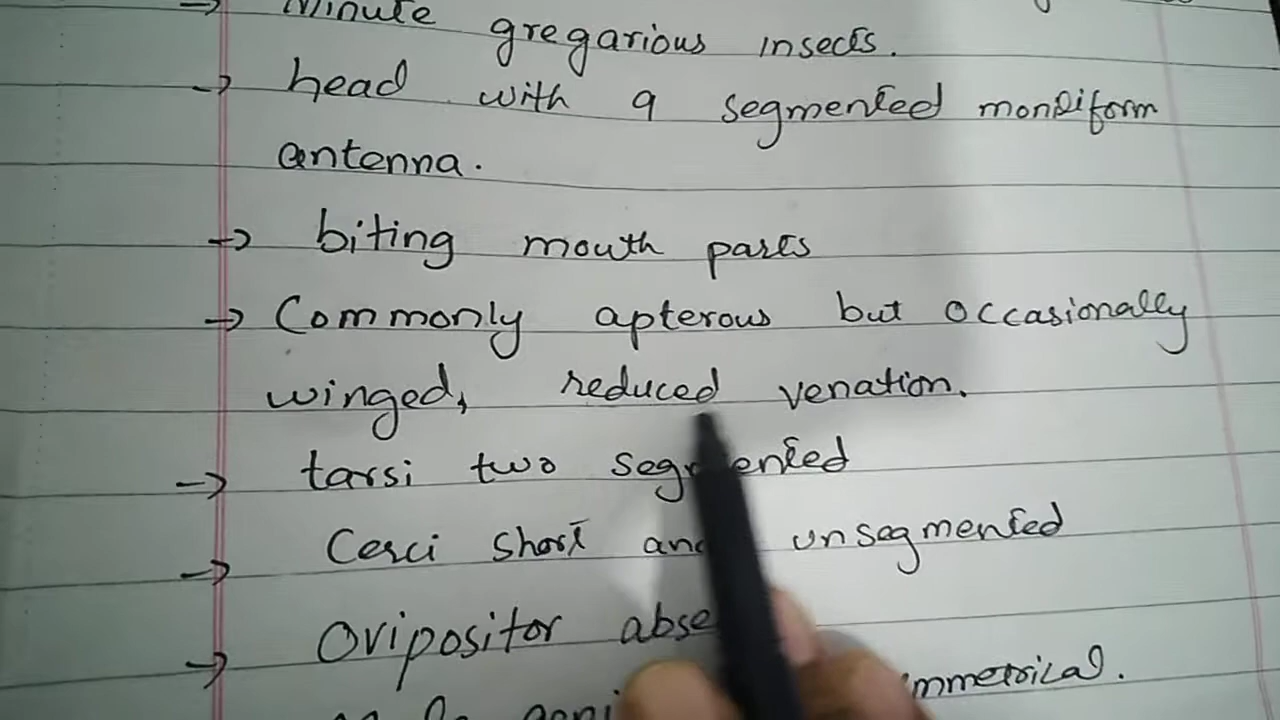 → Minute gregarious insects.
→ head with 9 segmented moniliform
antenna.
→ biting mouth parts
→ Commonly apterous but occasionally
winged, reduced venation.
→ tarsi two segmented
→ Cerci short and unsegmented
→ Ovipositor abse